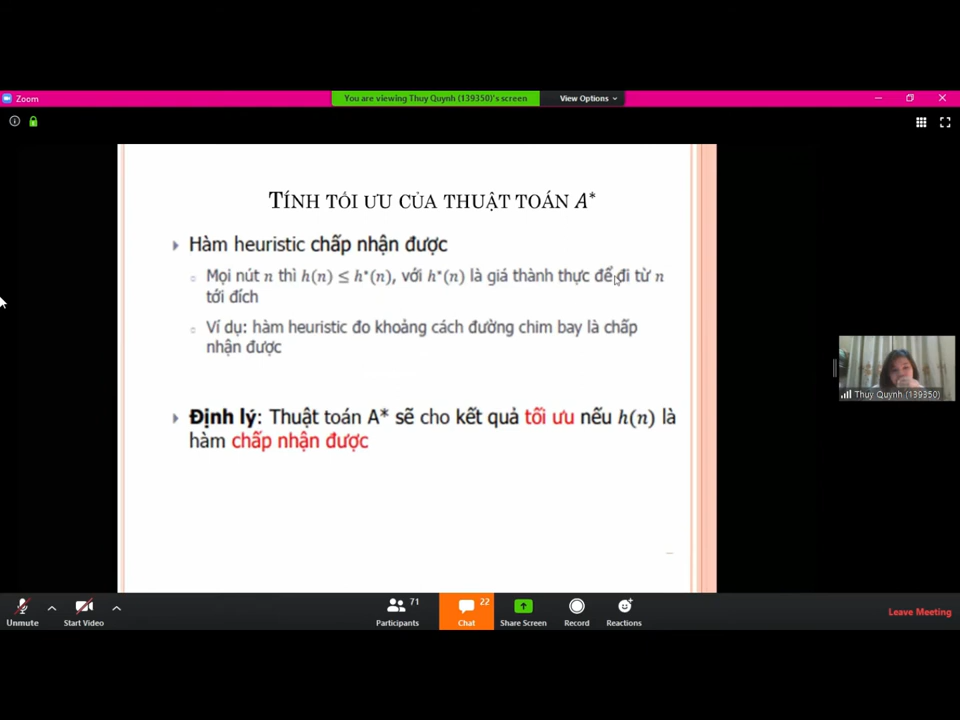 Zoom
You are viewing Thuy Quynh (139350)'s screen
View Options
TÍNH TỐI ƯU CỦA THUẬT TOÁN A*
Hàm heuristic chấp nhận được
Mọi nút n thì h(n) ≤ h*(n), với h*(n) là giá thành thực để đi từ n
tới đích
Ví dụ: hàm heuristic đo khoảng cách đường chim bay là chấp
nhận được
Định lý: Thuật toán A* sẽ cho kết quả tối ưu nếu h(n) là
hàm chấp nhận được
Thuy Quynh (139350)
71
22
Unmute
Start Video
Participants
Chat
Share Screen
Record
Reactions
Leave Meeting